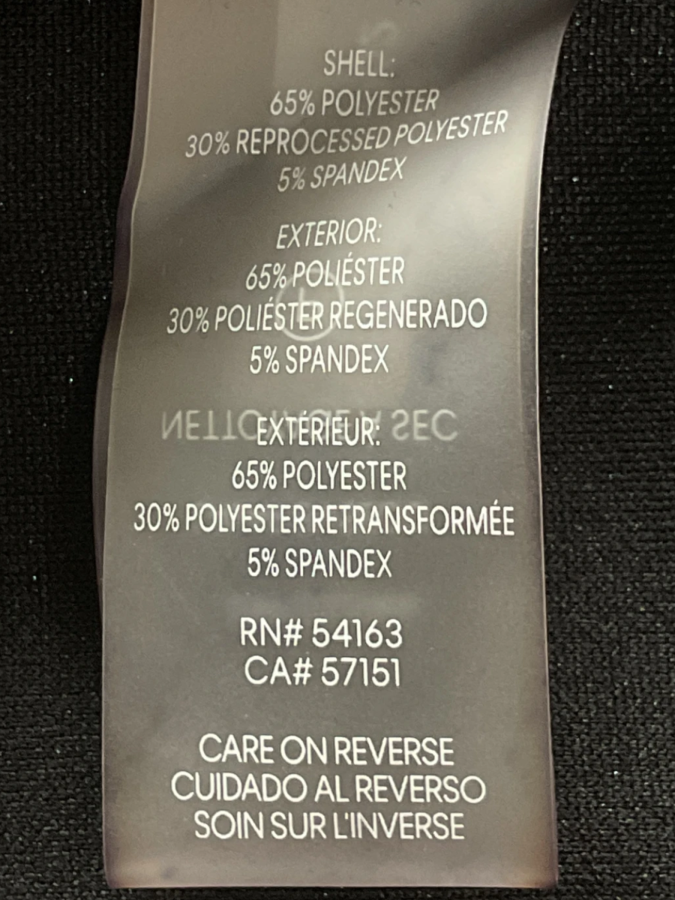 SHELL:
65% POLYESTER
30% REPROCESSED POLYESTER
5% SPANDEX
EXTERIOR:
65% POLIÉSTER
30% POLIÉSTER REGENERADO
5% SPANDEX
EXTÉRIEUR:
65% POLYESTER
30% POLYESTER RETRANSFORMÉE
5% SPANDEX
RN# 54163
CA# 57151
CARE ON REVERSE
CUIDADO AL REVERSO
SOIN SUR L'INVERSE